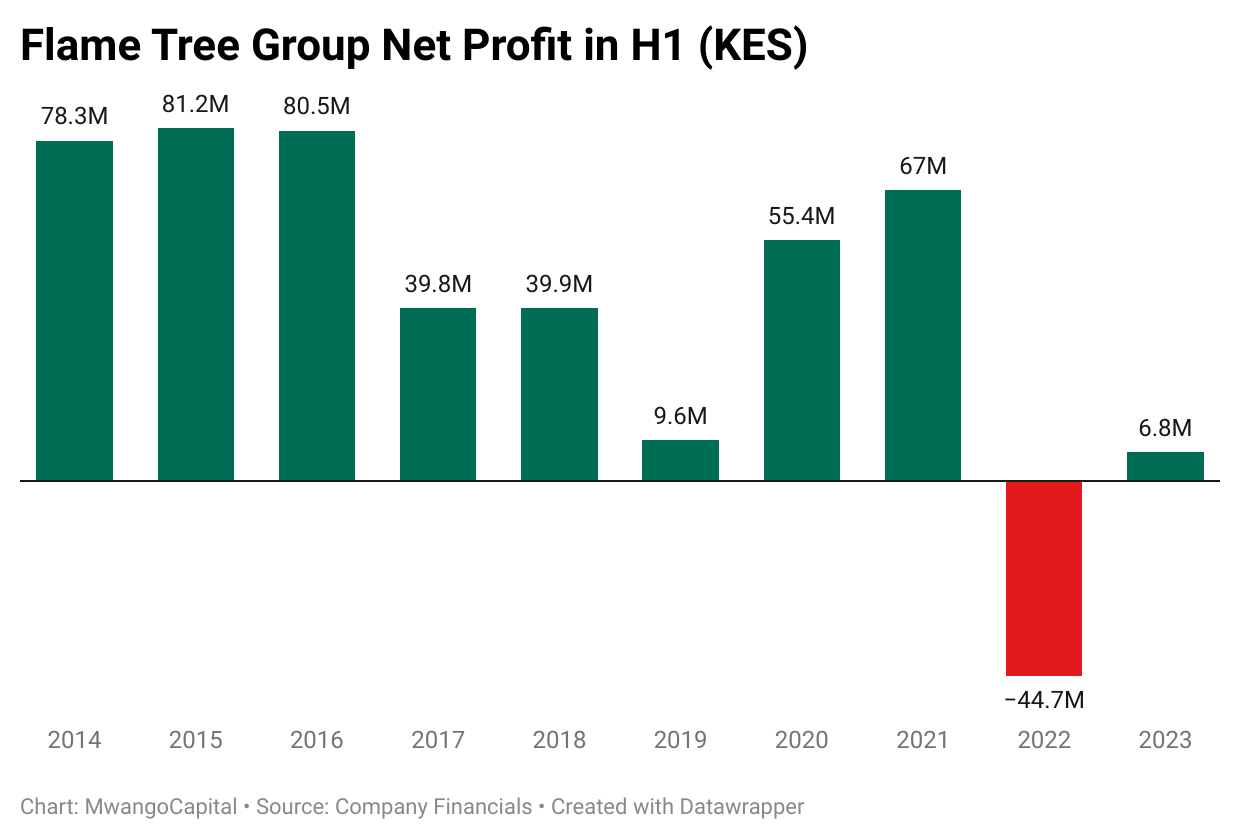 Flame Tree Group Net Profit in H1 (KES)
78.3M
81.2M
80.5M
39.8M
39.9M
9.6M
55.4M
67M
−44.7M
6.8M
2014 2015 2016 2017 2018 2019 2020 2021 2022 2023
Chart: MwangoCapital • Source: Company Financials • Created with Datawrapper